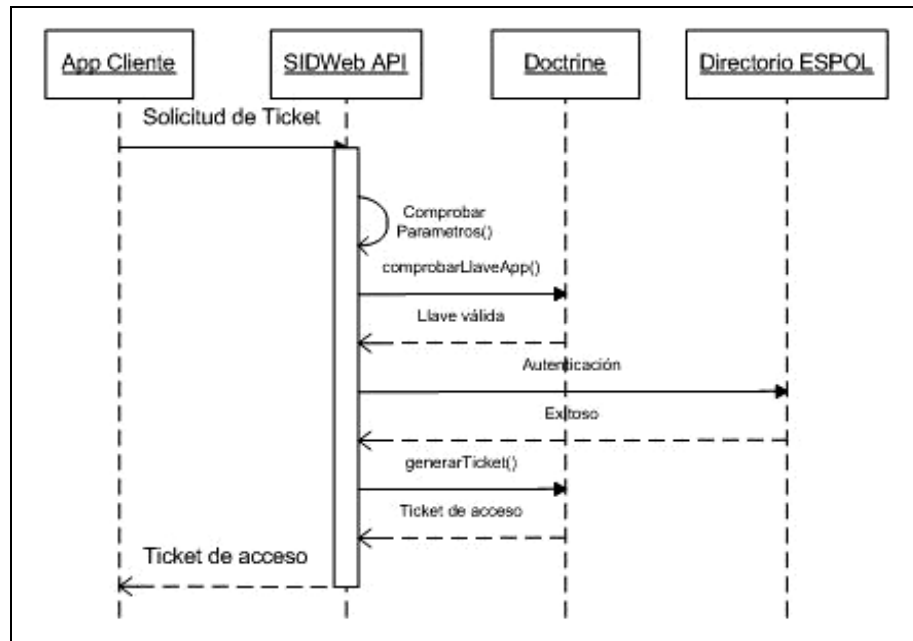 App Cliente
SIDWeb API
Doctrine
Directorio ESPOL
Solicitud de Ticket
Comprobar
Parametros()
comprobarLlaveApp()
Llave válida
Autenticación
Exitoso
generarTicket()
Ticket de acceso
Ticket de acceso